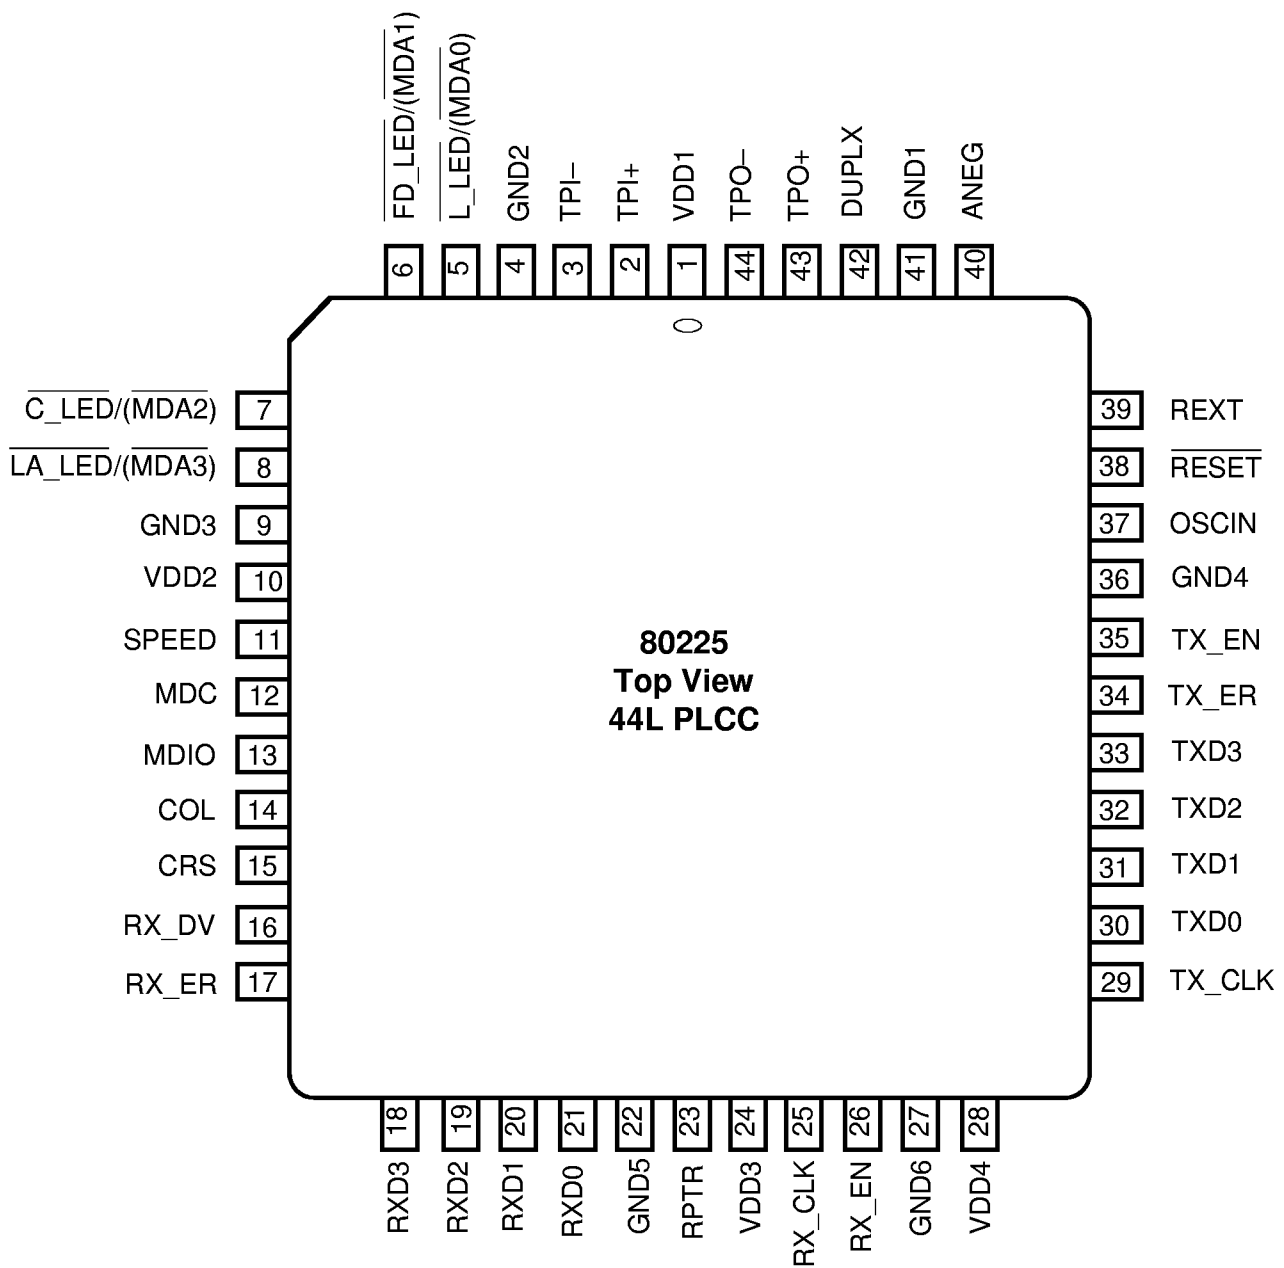 FD_LED/(MDA1)
L_LED/(MDA0)
GND2
TPI–
TPI+
VDD1
TPO–
TPO+
DUPLX
GND1
ANEG
6
5
4
3
2
1
44
43
42
41
40
C_LED/(MDA2) 7
LA_LED/(MDA3) 8
GND3 9
VDD2 10
SPEED 11
MDC 12
MDIO 13
COL 14
CRS 15
RX_DV 16
RX_ER 17
80225
Top View
44L PLCC
39 REXT
38 RESET
37 OSCIN
36 GND4
35 TX_EN
34 TX_ER
33 TXD3
32 TXD2
31 TXD1
30 TXD0
29 TX_CLK
18
19
20
21
22
23
24
25
26
27
28
RXD3
RXD2
RXD1
RXD0
GND5
RPTR
VDD3
RX_CLK
RX_EN
GND6
VDD4